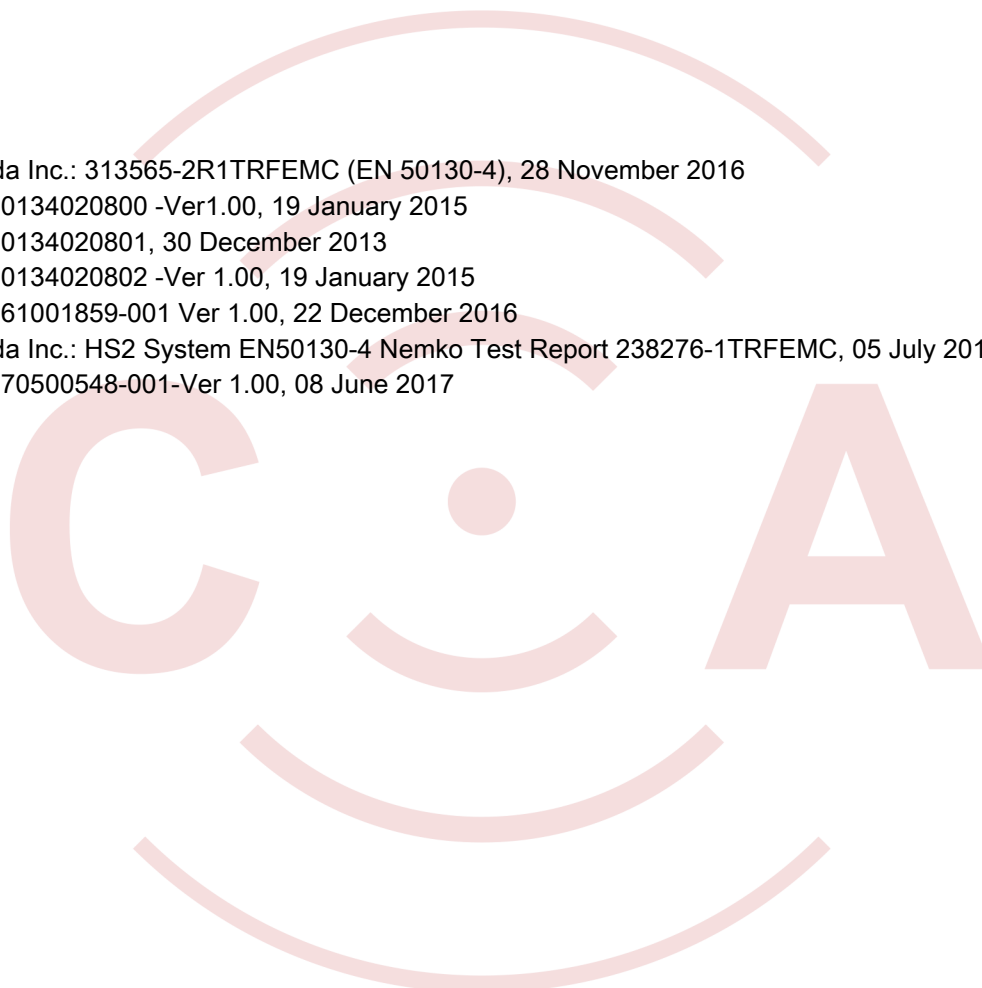 da Inc.: 313565-2R1TRFEMC (EN 50130-4), 28 November 2016
0134020800 -Ver1.00, 19 January 2015
0134020801, 30 December 2013
0134020802 -Ver 1.00, 19 January 2015
61001859-001 Ver 1.00, 22 December 2016
da Inc.: HS2 System EN50130-4 Nemko Test Report 238276-1TRFEMC, 05 July 201
70500548-001-Ver 1.00, 08 June 2017
C A